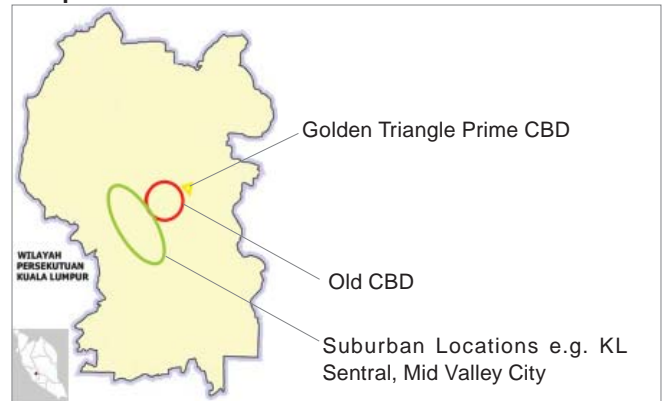 Golden Triangle Prime CBD
WILAYAH
PERSEKUTUAN
KUALA LUMPUR
Old CBD
Suburban Locations e.g. KL
Sentral, Mid Valley City